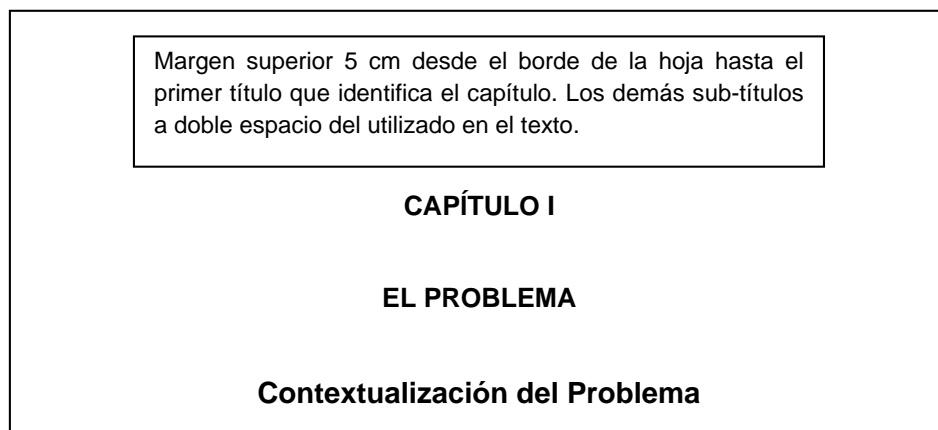 Margen superior 5 cm desde el borde de la hoja hasta el
primer título que identifica el capítulo. Los demás sub-títulos
a doble espacio del utilizado en el texto.
CAPÍTULO I
EL PROBLEMA
Contextualización del Problema